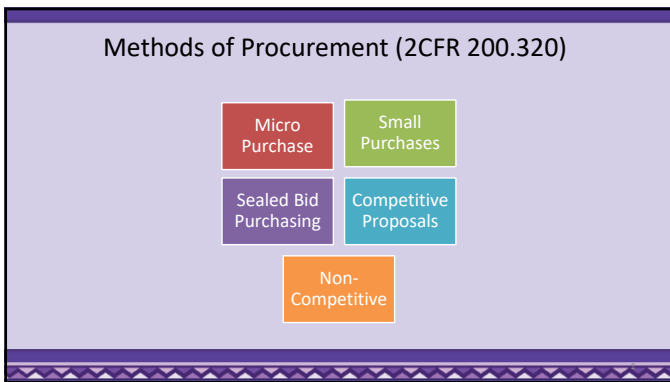 Methods of Procurement (2CFR 200.320)
Micro
Purchase
Small
Purchases
Sealed Bid
Purchasing
Competitive
Proposals
Non-
Competitive